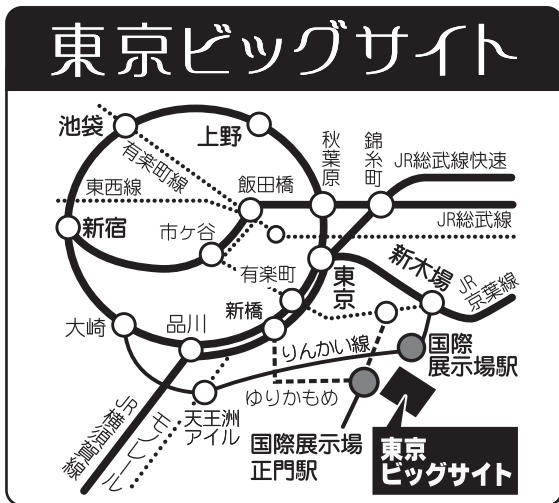 東京ビッグサイト
池袋
上野
秋葉原
錦糸町
JR総武線快速
有楽町線
東西線
飯田橋
JR総武線
新宿
市ヶ谷
有楽町
東京
新木場
JR
京葉線
新橋
大崎
品川
りんかい線
国際
展示場駅
ゆりかもめ
天王洲
アイル
モノレール
JR
横須賀線
国際展示場
正門駅
東京
ビッグサイト